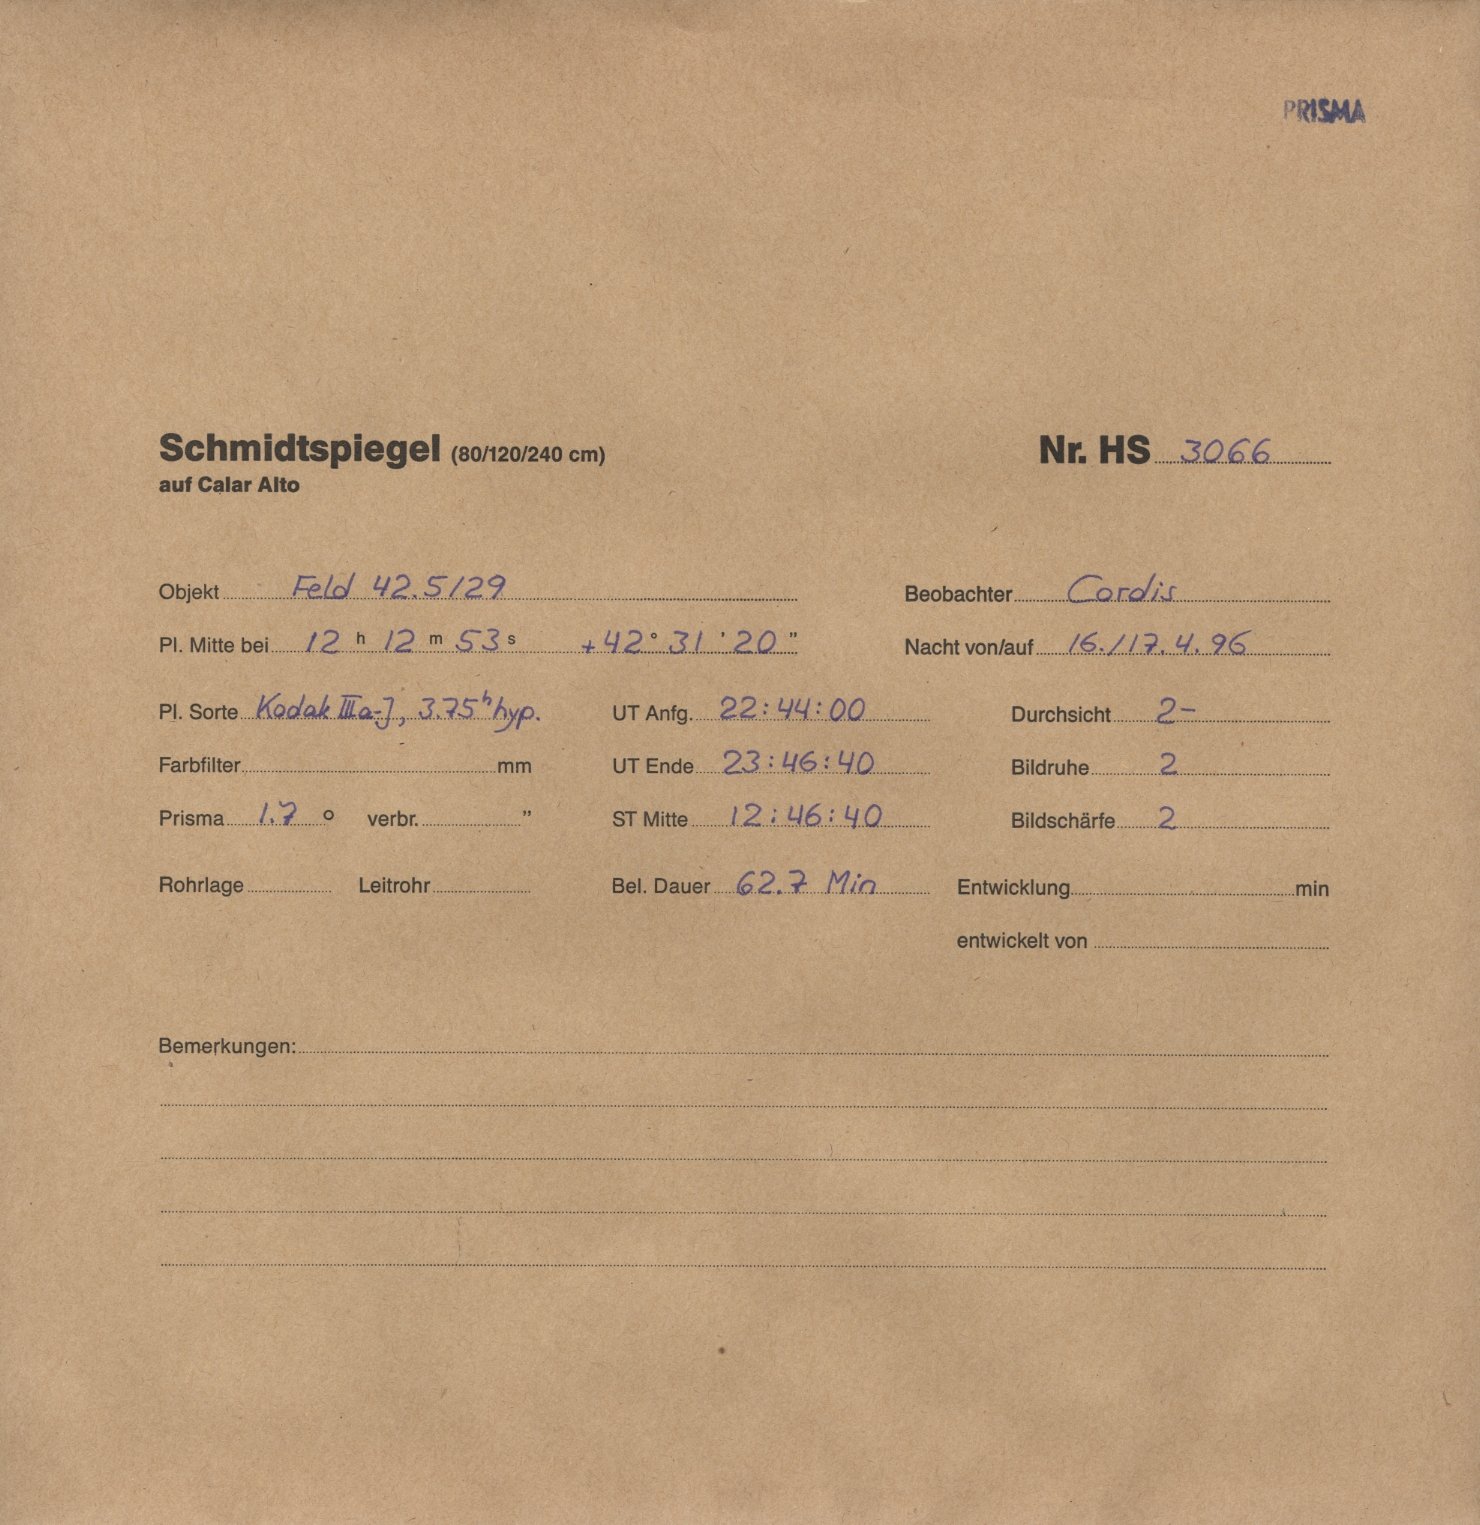 PRISMA
Schmidtspiegel (80/120/240 cm) Nr. HS 3066
auf Calar Alto
Objekt Feld 42.5/29 Beobachter Cordis
Pl. Mitte bei 12 h 12 m 53 s +42° 31 ' 20 " Nacht von/auf 16./17.4.96
Pl. Sorte Kodak IIIa-J, 3.75ʰ hyp. UT Anfg. 22:44:00 Durchsicht 2-
Farbfilter mm UT Ende 23:46:40 Bildruhe 2
Prisma 1.7 ° verbr. " ST Mitte 12:46:40 Bildschärfe 2
Rohrlage Leitrohr Bel. Dauer 62.7 Min Entwicklung min
entwickelt von
Bemerkungen: